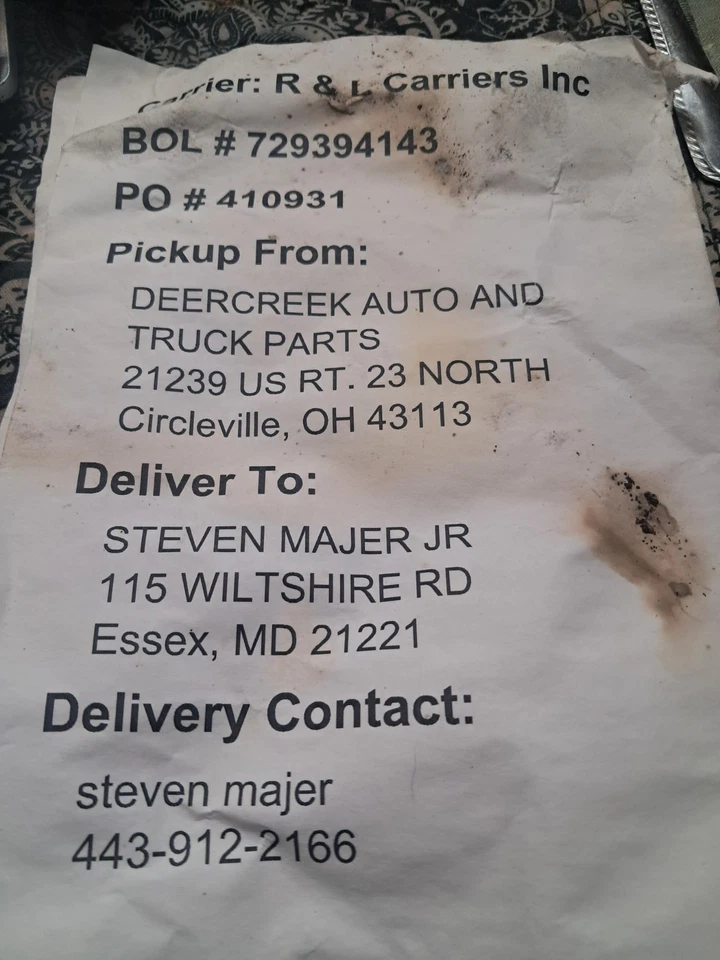 Carrier: R & L Carriers Inc
BOL # 729394143
PO # 410931
Pickup From:
DEERCREEK AUTO AND
TRUCK PARTS
21239 US RT. 23 NORTH
Circleville, OH 43113
Deliver To:
STEVEN MAJER JR
115 WILTSHIRE RD
Essex, MD 21221
Delivery Contact:
steven majer
443-912-2166